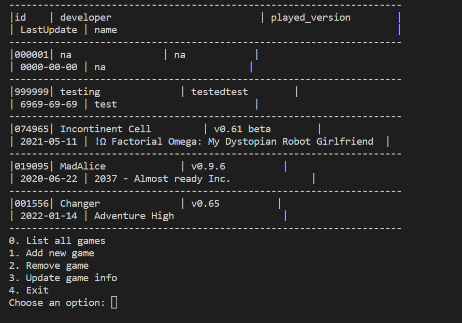 --------------------------------------------------------------------
|id    | developer                          | played_version        |
| LastUpdate | name                                                |
--------------------------------------------------------------------
|000001| na                  | na            |
| 0000-00-00 | na                        |
--------------------------------------------------------------------
|999999| testing             | testedtest        |
| 6969-69-69 | test                        |
--------------------------------------------------------------------
|074965| Incontinent Cell         | v0.61 beta        |
| 2021-05-11 | !Ω Factorial Omega: My Dystopian Robot Girlfriend  |
--------------------------------------------------------------------
|019095| MadAlice             | v0.9.6          |
| 2020-06-22 | 2037 - Almost ready Inc.              |
--------------------------------------------------------------------
|001556| Changer             | v0.65          |
| 2022-01-14 | Adventure High                   |
--------------------------------------------------------------------
0. List all games
1. Add new game
2. Remove game
3. Update game info
4. Exit
Choose an option: